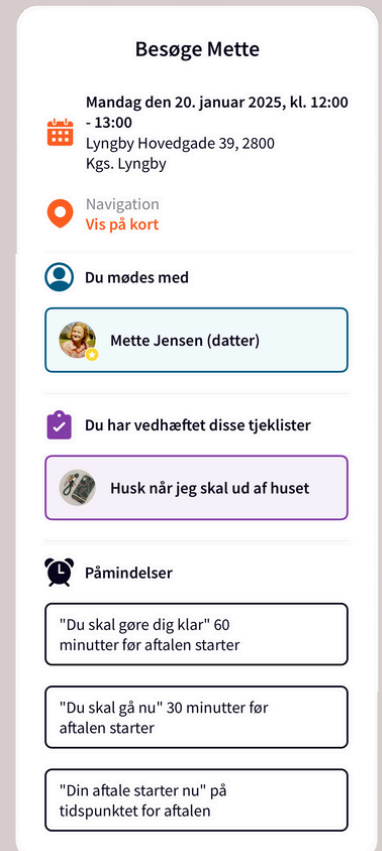 Besøge Mette
Mandag den 20. januar 2025, kl. 12:00
- 13:00
Lyngby Hovedgade 39, 2800
Kgs. Lyngby
Navigation
Vis på kort
Du mødes med
Mette Jensen (datter)
Du har vedhæftet disse tjeklister
Husk når jeg skal ud af huset
Påmindelser
"Du skal gøre dig klar" 60
minutter før aftalen starter
"Du skal gå nu" 30 minutter før
aftalen starter
"Din aftale starter nu" på
tidspunktet for aftalen